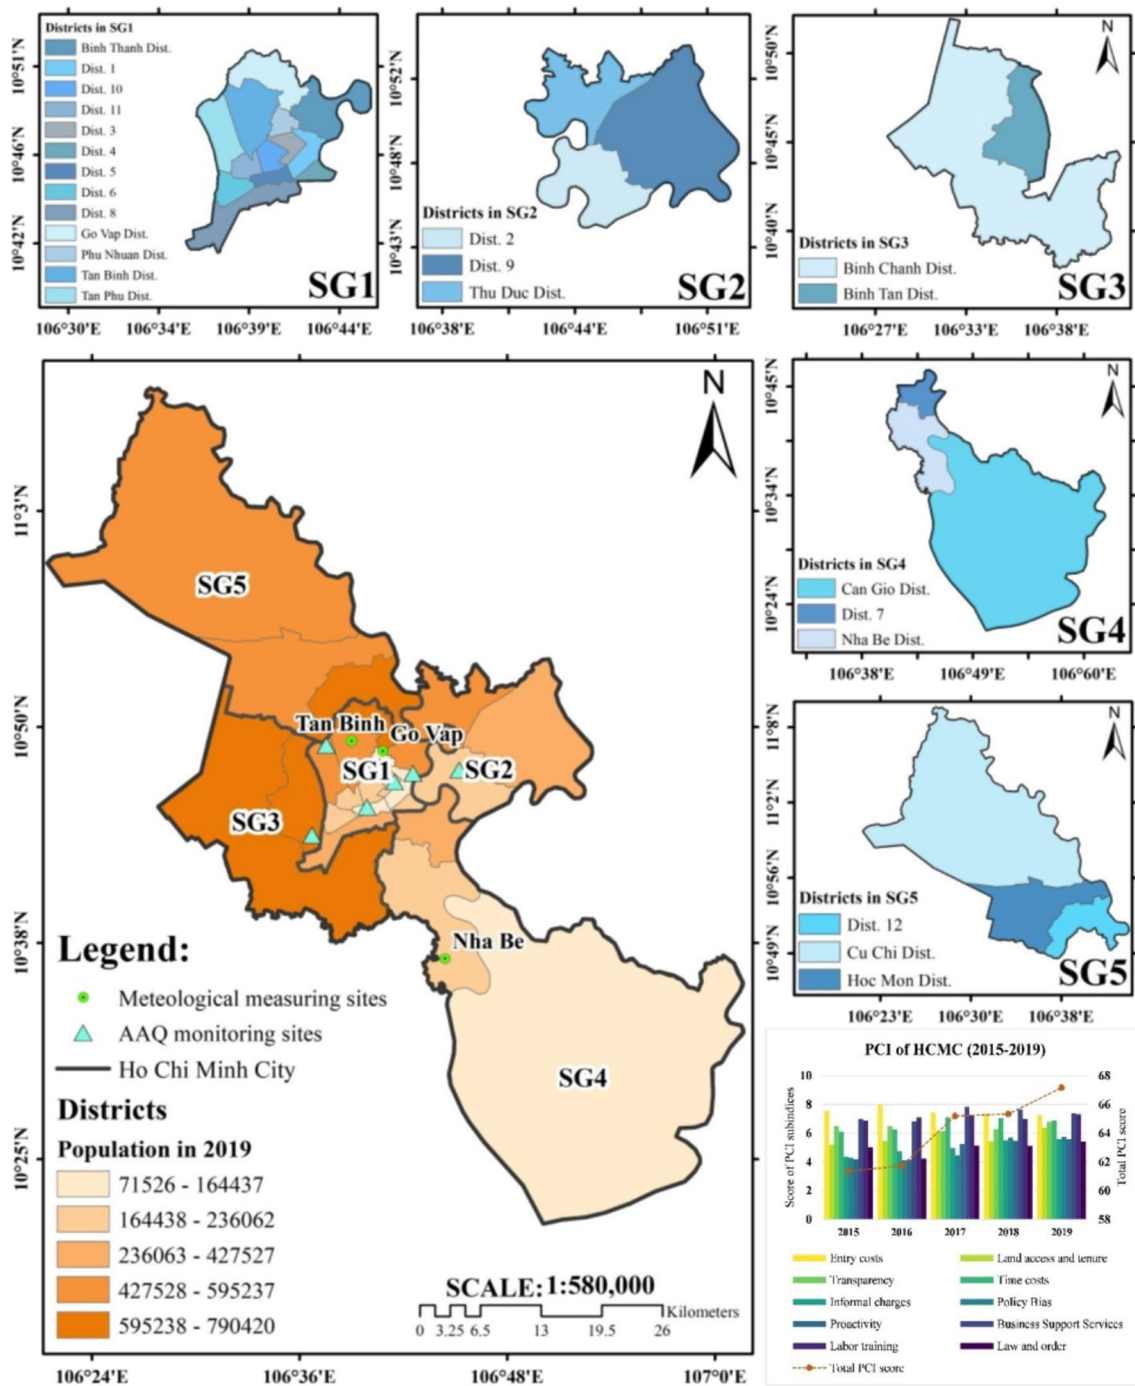 Districts in SG1
Binh Thanh Dist.
Dist. 1
Dist. 10
Dist. 11
Dist. 3
Dist. 4
Dist. 5
Dist. 6
Dist. 8
Go Vap Dist.
Phu Nhuan Dist.
Tan Binh Dist.
Tan Phu Dist.
SG1
10°51'N
10°46'N
10°42'N
106°30'E 106°34'E 106°39'E 106°44'E
Districts in SG2
Dist. 2
Dist. 9
Thu Duc Dist.
SG2
10°52'N
10°48'N
10°43'N
106°38'E 106°44'E 106°51'E
N
Districts in SG3
Binh Chanh Dist.
Binh Tan Dist.
SG3
10°50'N
10°45'N
10°40'N
106°27'E 106°33'E 106°38'E
N
SG5
Tan Binh
Go Vap
SG1
SG2
SG3
Nha Be
SG4
11°3'N
10°50'N
10°38'N
10°25'N
Legend:
Meteological measuring sites
AAQ monitoring sites
Ho Chi Minh City
Districts
Population in 2019
71526 - 164437
164438 - 236062
236063 - 427527
427528 - 595237
595238 - 790420
SCALE: 1:580,000
Kilometers
0 3.25 6.5 13 19.5 26
106°24'E 106°36'E 106°48'E 107°0'E
N
Districts in SG4
Can Gio Dist.
Dist. 7
Nha Be Dist.
SG4
10°45'N
10°34'N
10°24'N
106°38'E 106°49'E 106°60'E
N
Districts in SG5
Dist. 12
Cu Chi Dist.
Hoc Mon Dist.
SG5
11°8'N
11°2'N
10°56'N
10°49'N
106°23'E 106°30'E 106°38'E
PCI of HCMC (2015-2019)
Score of PCI subindices
10
8
6
4
2
0
Total PCI score
68
66
64
62
60
58
2015 2016 2017 2018 2019
Entry costs Land access and tenure
Transparency Time costs
Informal charges Policy Bias
Proactivity Business Support Services
Labor training Law and order
Total PCI score